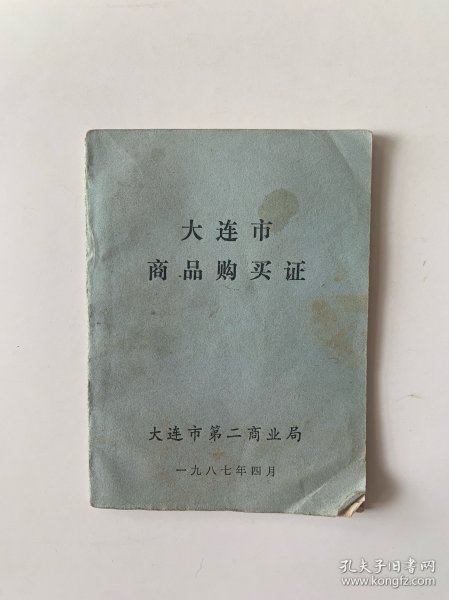 大连市
商品购买证
大连市第二商业局
一九八七年四月
孔夫子旧书网
www.kongfz.com